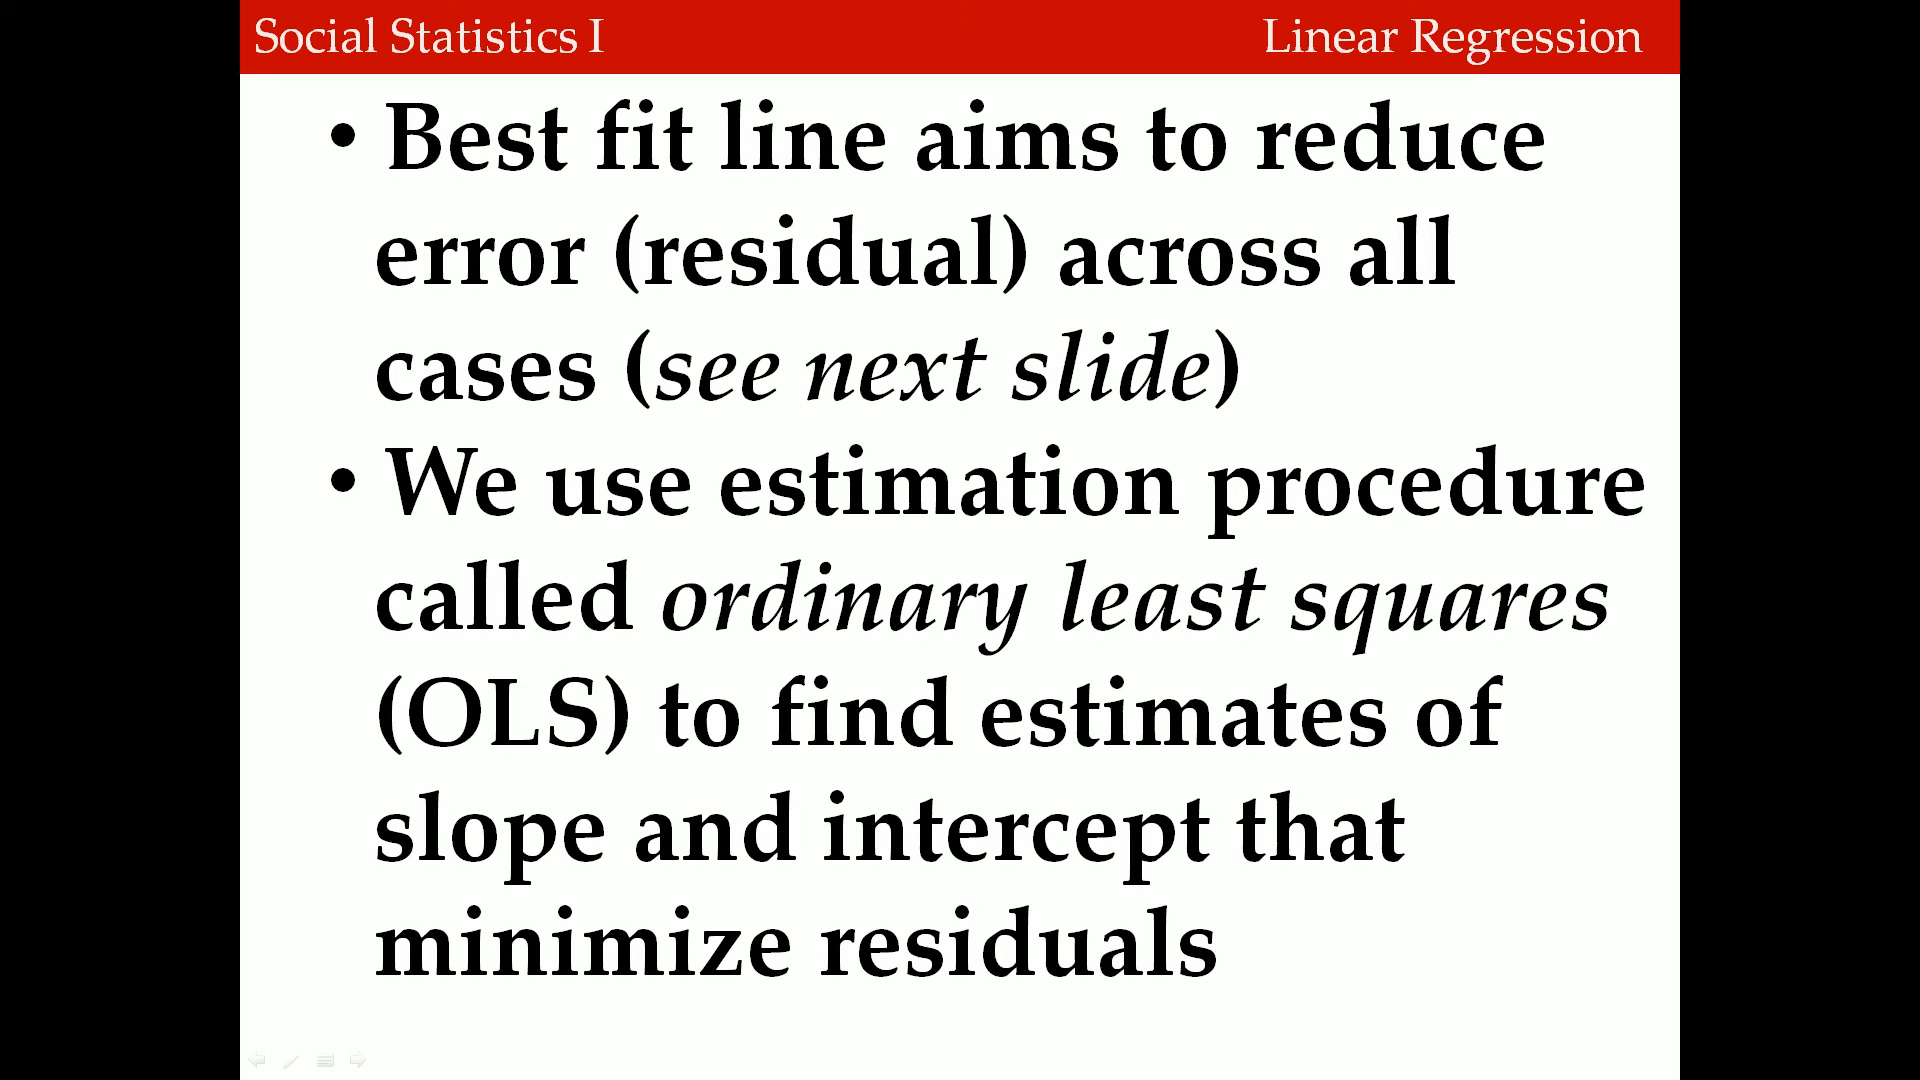 Social Statistics I
Linear Regression
• Best fit line aims to reduce
error (residual) across all
cases (see next slide)
• We use estimation procedure
called ordinary least squares
(OLS) to find estimates of
slope and intercept that
minimize residuals